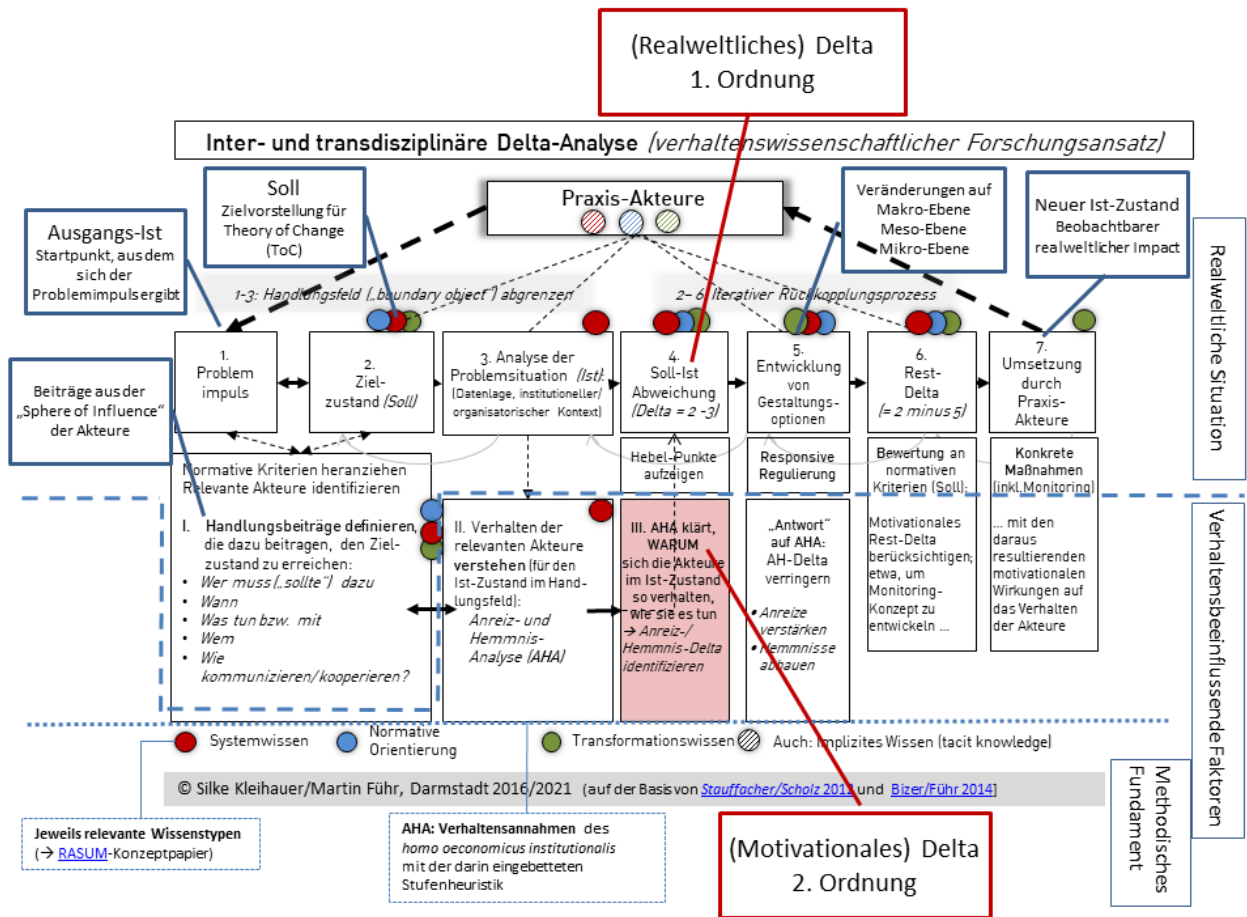 (Realweltliches) Delta
1. Ordnung
Inter- und transdisziplinäre Delta-Analyse (verhaltenswissenschaftlicher Forschungsansatz)
Soll
Zielvorstellung für
Theory of Change
(ToC)
Praxis-Akteure
Veränderungen auf
Makro-Ebene
Meso-Ebene
Mikro-Ebene
Neuer Ist-Zustand
Beobachtbarer
realweltlicher Impact
Ausgangs-Ist
Startpunkt, aus dem
sich der
Problemimpulsergibt
1-3: Handlungsfeld („boundary object“) abgrenzen
2– 6: Iterativer Rückkopplungsprozess
Realweltliche Situation
Beiträge aus der
„Sphere of Influence“
der Akteure
1.
Problem
impuls
2.
Ziel-
zustand (Soll)
3. Analyse der
Problemsituation (Ist):
(Datenlage, institutioneller/
organisatorischer Kontext)
4.
Soll-Ist
Abweichung
(Delta = 2 -3)
5.
Entwicklung
von
Gestaltungs-
optionen
6.
Rest-
Delta
(= 2 minus 5)
7.
Umsetzung
durch
Praxis-
Akteure
Normative Kriterien heranziehen
Relevante Akteure identifizieren
Hebel-Punkte
aufzeigen
Responsive
Regulierung
Bewertung an
normativen
Kriterien (Soll):
Konkrete
Maßnahmen
(inkl.Monitoring)
I. Handlungsbeiträge definieren,
die dazu beitragen, den Ziel-
zustand zu erreichen:
• Wer muss („sollte“) dazu
• Wann
• Was tun bzw. mit
• Wem
• Wie
kommunizieren/kooperieren?
II. Verhalten der
relevanten Akteure
verstehen (für den
Ist-Zustand im Hand-
lungsfeld):
Anreiz- und
Hemmnis-
Analyse (AHA)
III. AHA klärt,
WARUM
sich die Akteure
im Ist-Zustand
so verhalten,
wie sie es tun
→ Anreiz-/
Hemmnis-Delta
identifizieren
„Antwort“
auf AHA:
AH-Delta
verringern
• Anreize
verstärken
• Hemmnisse
abbauen
Motivationales
Rest-Delta
berücksichtigen;
etwa, um
Monitoring-
Konzept zu
entwickeln ...
... mit den
daraus
resultierenden
motivationalen
Wirkungen auf
das Verhalten
der Akteure
Verhaltensbeeinflussende Faktoren
Systemwissen
Normative
Orientierung
Transformationswissen
Auch: Implizites Wissen (tacit knowledge)
© Silke Kleihauer/Martin Führ, Darmstadt 2016/2021 (auf der Basis von Stauffacher/Scholz 2013 und Bizer/Führ 2014]
Methodisches
Fundament
Jeweils relevante Wissenstypen
(→ RASUM-Konzeptpapier)
AHA: Verhaltensannahmen des
homo oeconomicus institutionalis
mit der darin eingebetteten
Stufenheuristik
(Motivationales) Delta
2. Ordnung